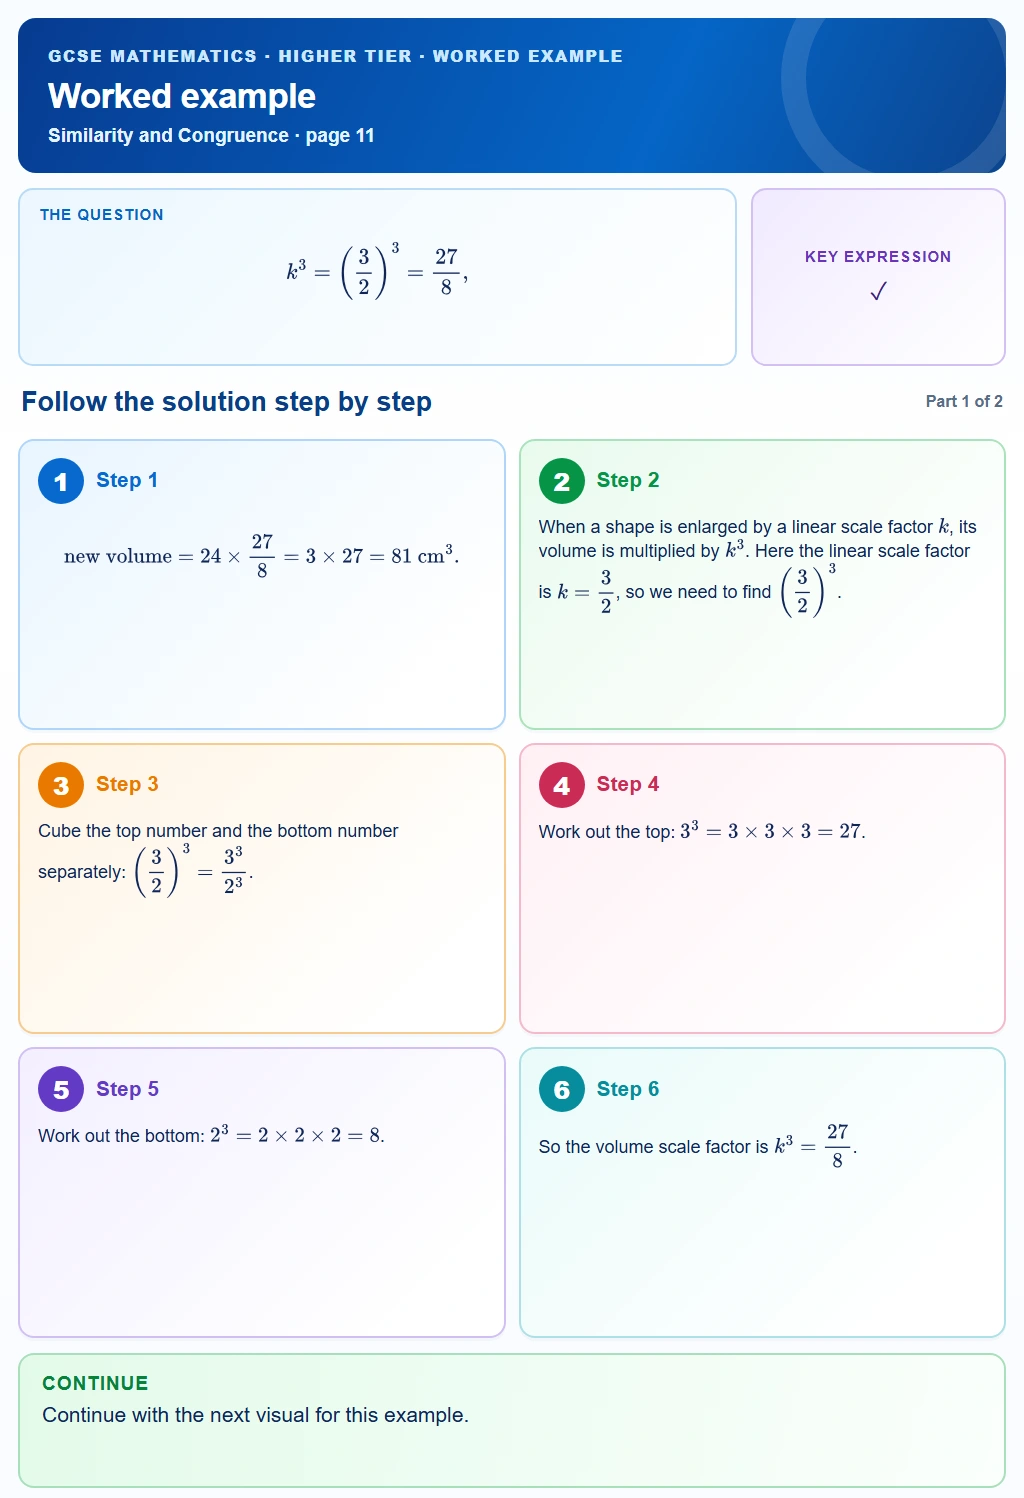 GCSE MATHEMATICS · HIGHER TIER · WORKED EXAMPLE
Worked example
Similarity and Congruence · page 11
THE QUESTION
k³ = (3/2)³ = 27/8,
KEY EXPRESSION
✓
Follow the solution step by step
Part 1 of 2
1 Step 1
new volume = 24 × 27/8 = 3 × 27 = 81 cm³.
2 Step 2
When a shape is enlarged by a linear scale factor k, its
volume is multiplied by k³. Here the linear scale factor
is k = 3/2, so we need to find (3/2)³.
3 Step 3
Cube the top number and the bottom number
separately: (3/2)³ = 3³/2³.
4 Step 4
Work out the top: 3³ = 3 × 3 × 3 = 27.
5 Step 5
Work out the bottom: 2³ = 2 × 2 × 2 = 8.
6 Step 6
So the volume scale factor is k³ = 27/8.
CONTINUE
Continue with the next visual for this example.